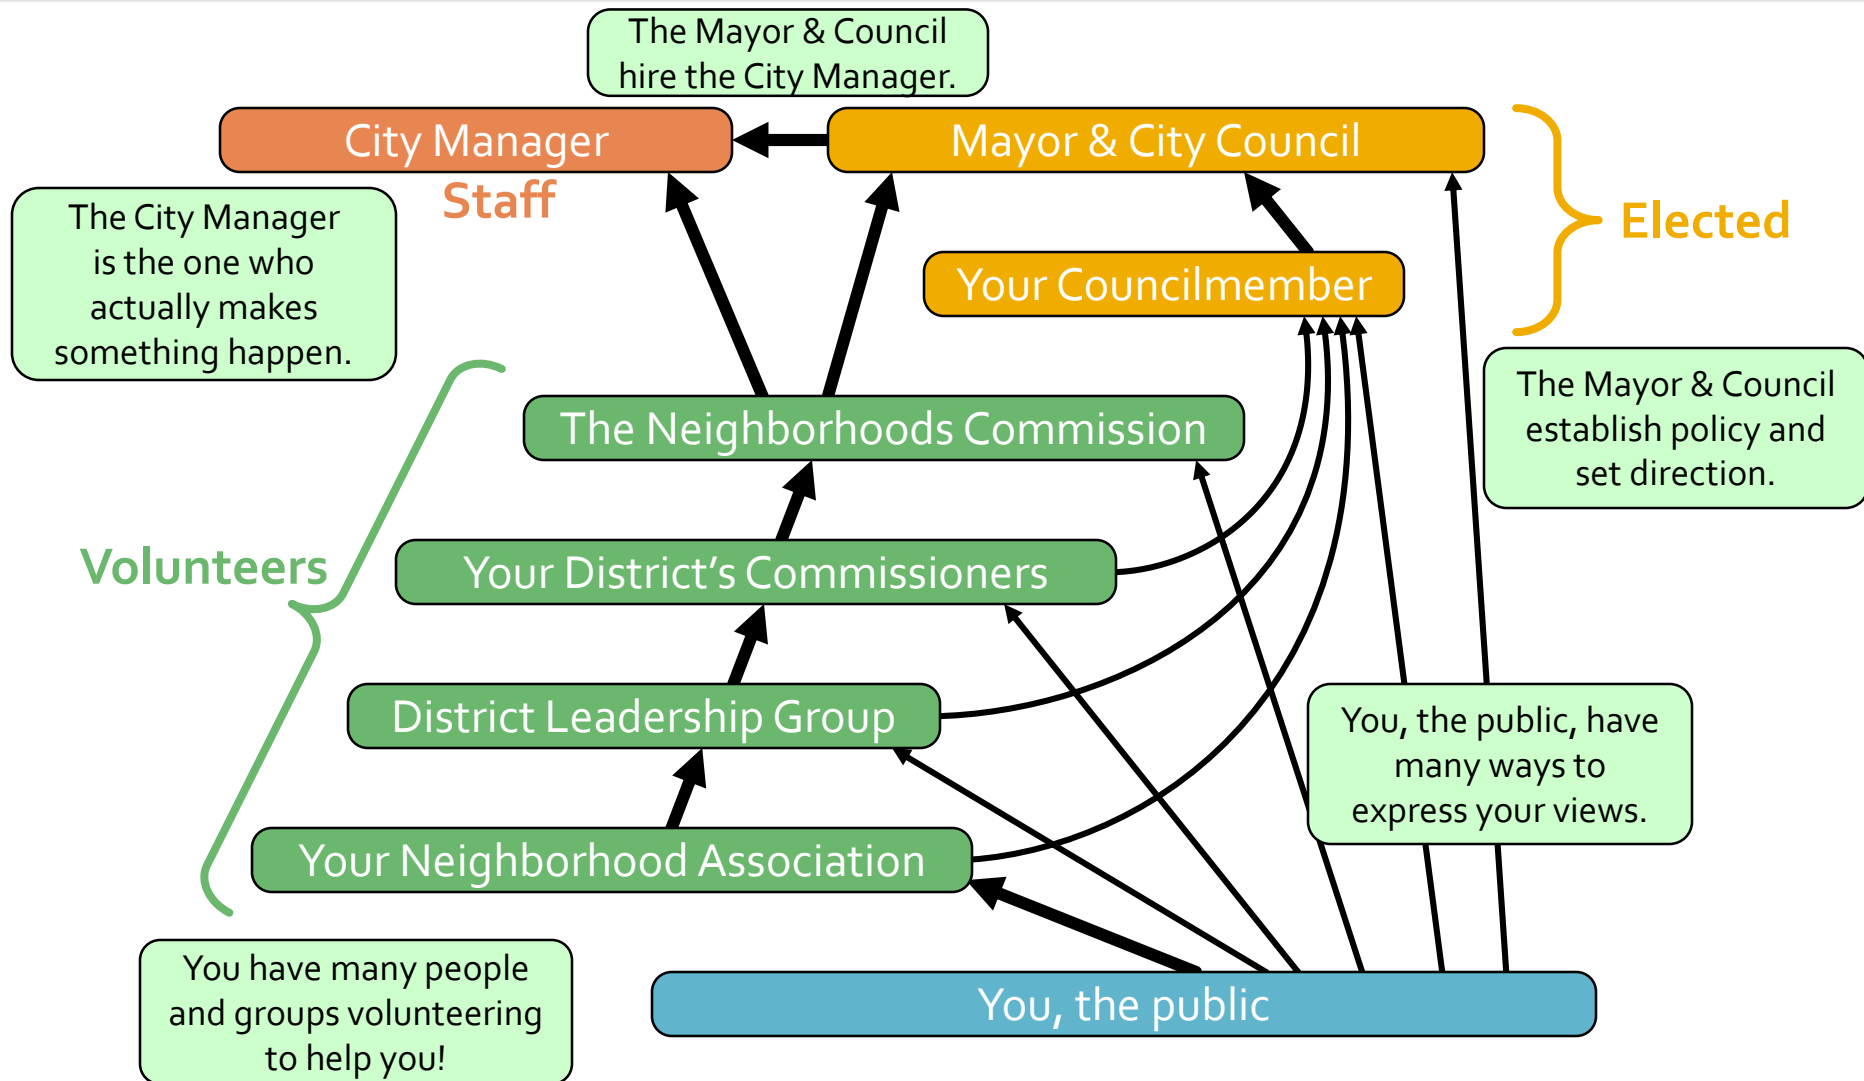 The Mayor & Council
hire the City Manager.
City Manager
Mayor & City Council
Staff
The City Manager
is the one who
actually makes
something happen.
Elected
Your Councilmember
The Mayor & Council
establish policy and
set direction.
The Neighborhoods Commission
Volunteers
Your District’s Commissioners
District Leadership Group
You, the public, have
many ways to
express your views.
Your Neighborhood Association
You have many people
and groups volunteering
to help you!
You, the public